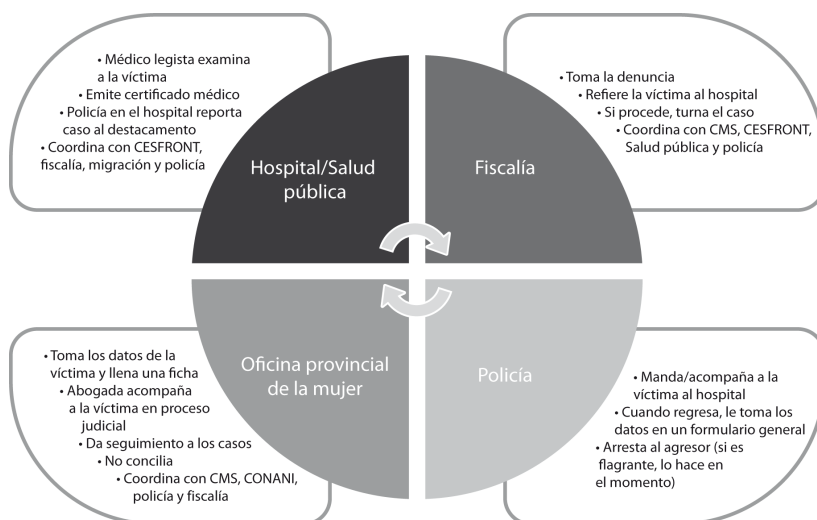 • Médico legista examina
a la víctima
• Emite certificado médico
• Policía en el hospital reporta
caso al destacamento
• Coordina con CESFRONT,
fiscalía, migración y policía
Hospital/Salud
pública
Fiscalía
• Toma la denuncia
• Refiere la víctima al hospital
• Si procede, turna el caso
• Coordina con CMS, CESFRONT,
Salud pública y policía
• Toma los datos de la
víctima y llena una ficha
• Abogada acompaña
a la víctima en proceso
judicial
• Da seguimiento a los casos
• No concilia
• Coordina con CMS, CONANI,
policía y fiscalía
Oficina provincial
de la mujer
Policía
• Manda/acompaña a la
víctima al hospital
• Cuando regresa, le toma los
datos en un formulario general
• Arresta al agresor (si es
flagrante, lo hace en
el momento)